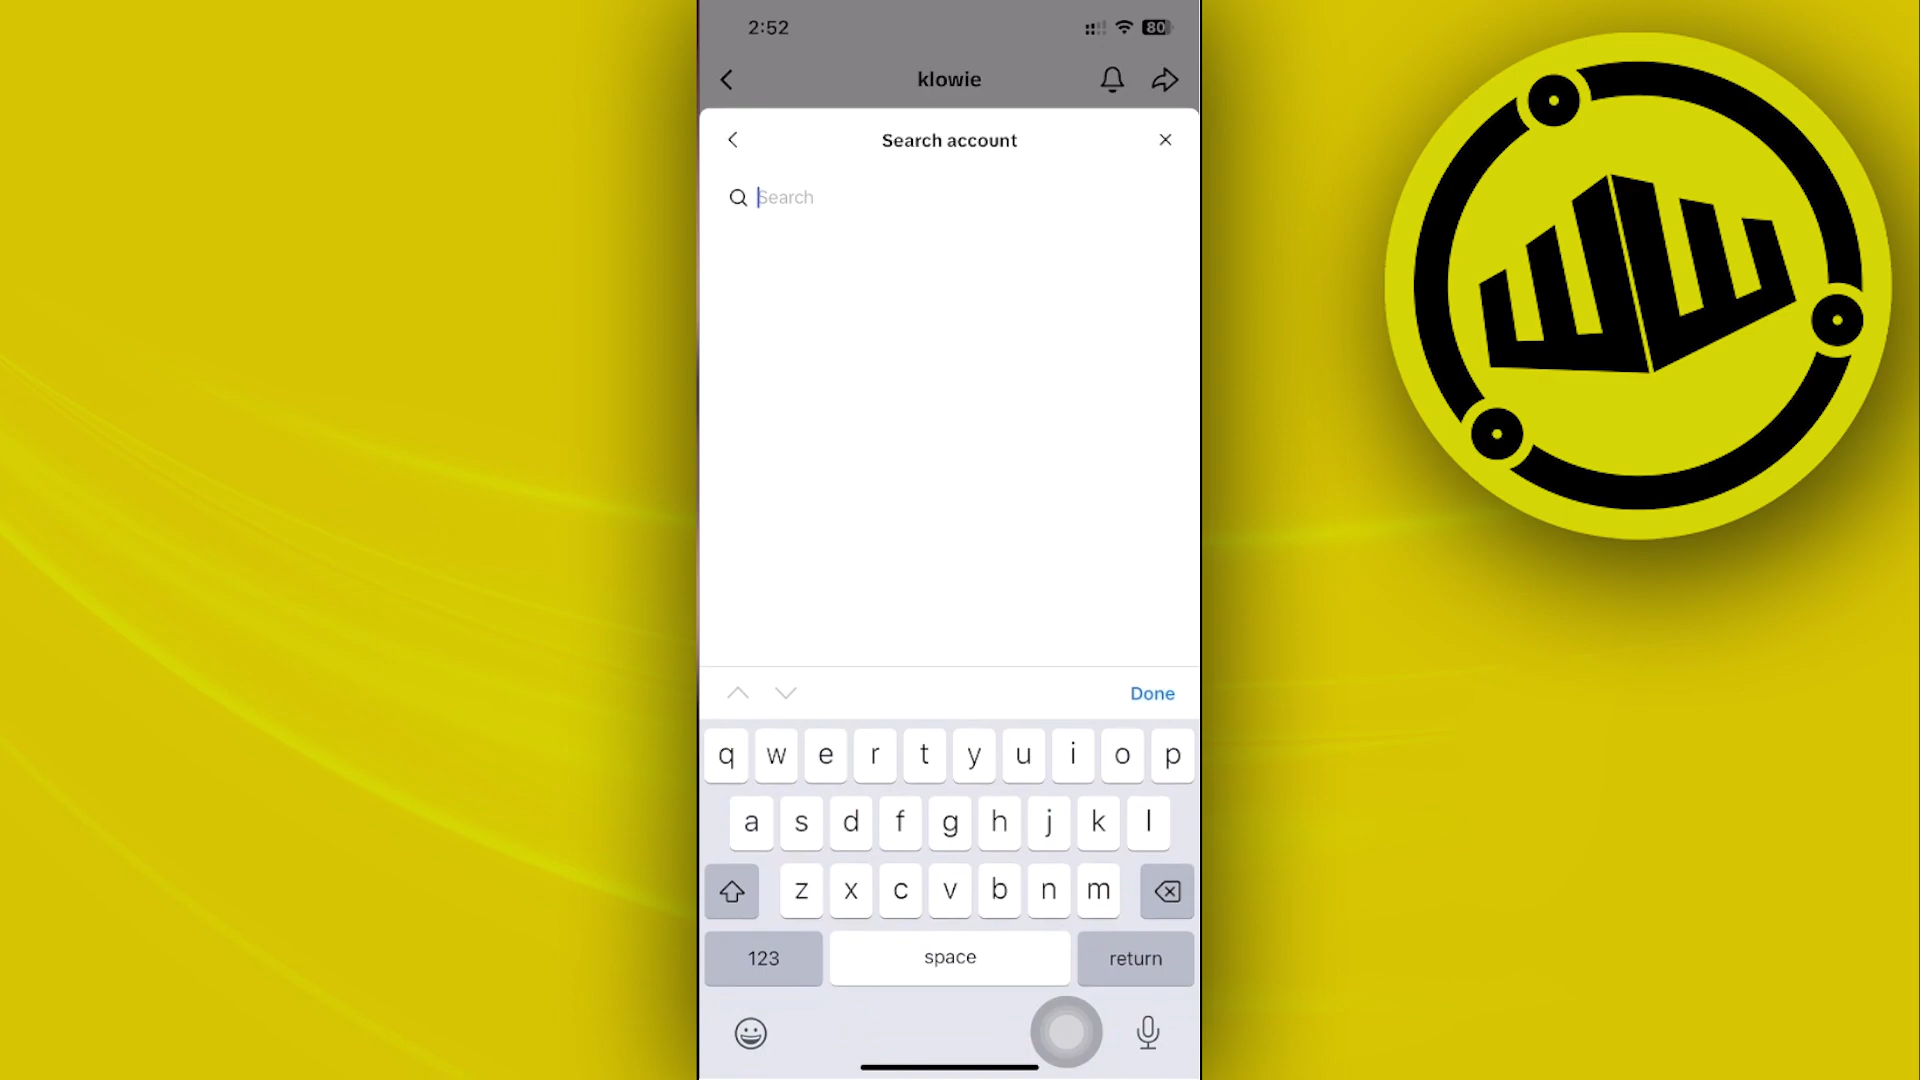 2:52
80
klowie
Search account
Search
Done
q w e r t y u i o p
a s d f g h j k l
z x c v b n m
123 space return